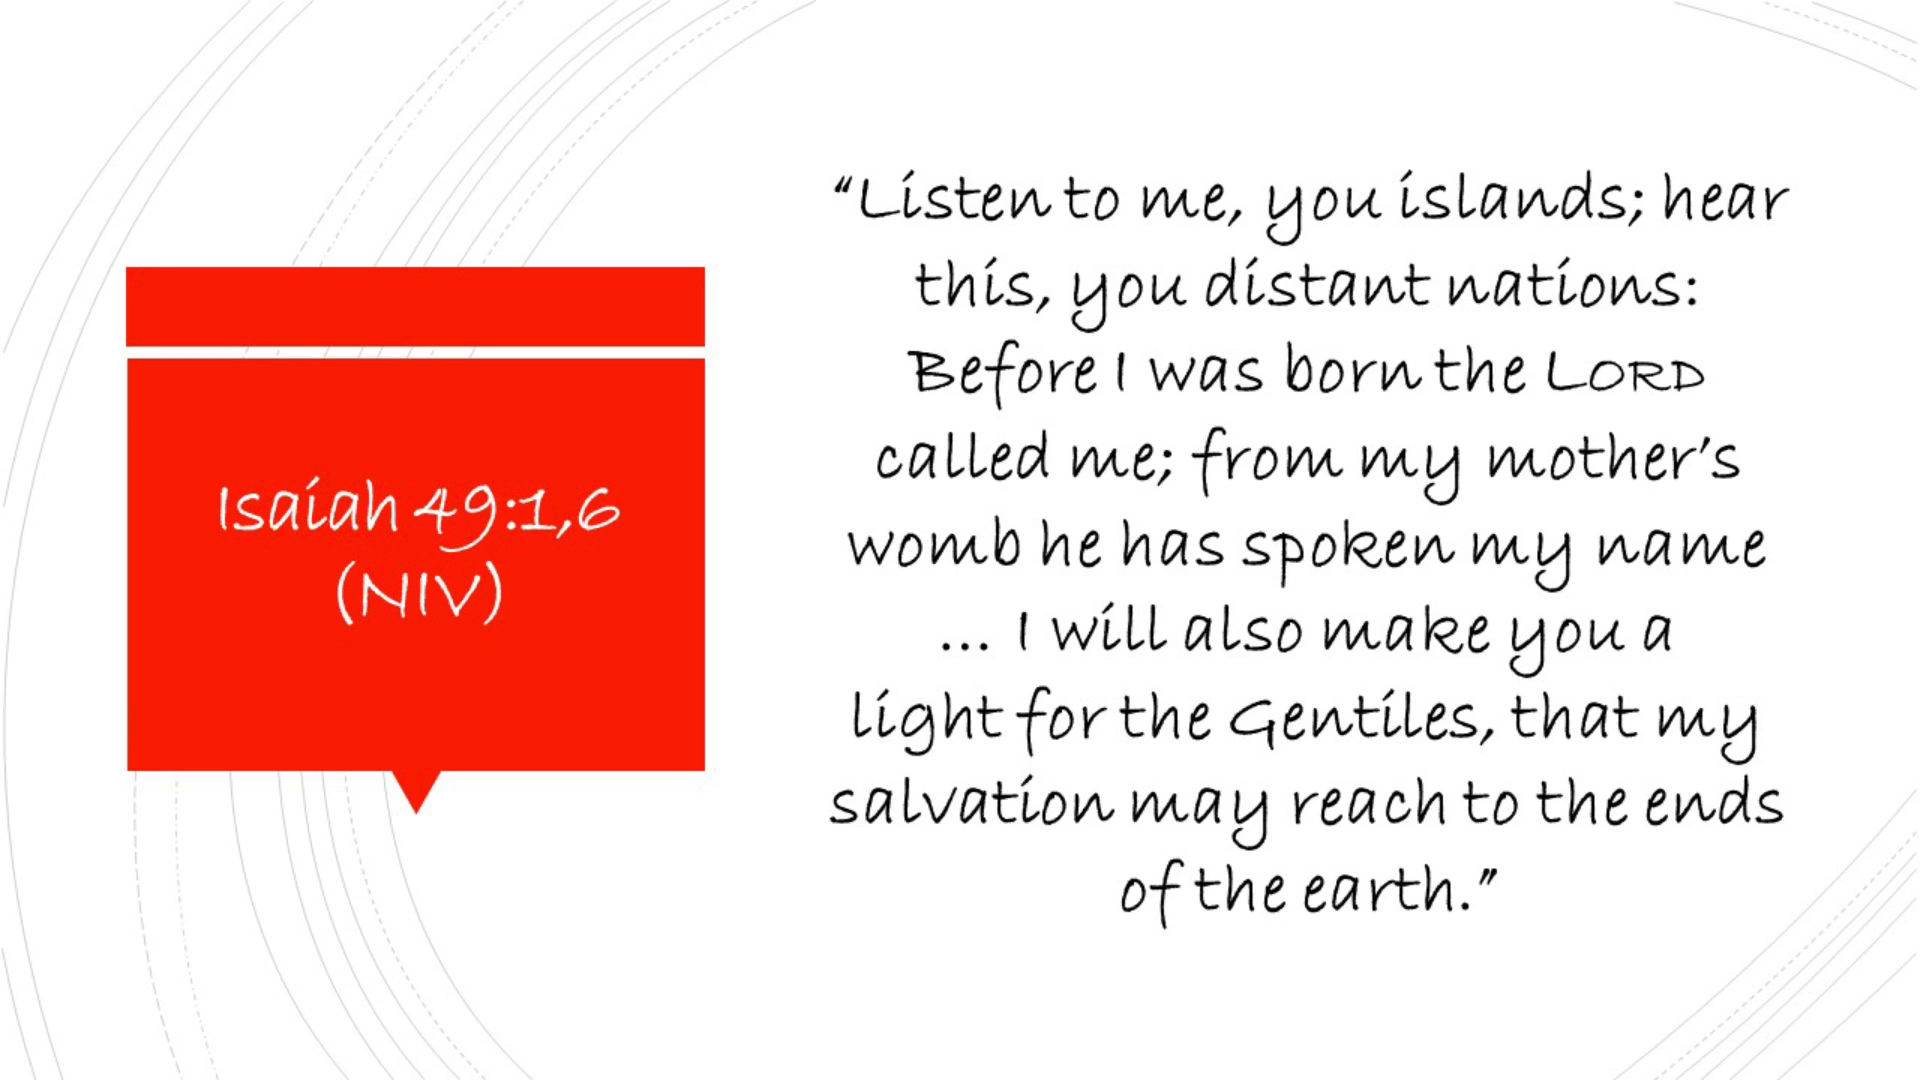 Isaiah 49:1,6
(NIV)
“Listen to me, you islands; hear
this, you distant nations:
Before I was born the LORD
called me; from my mother’s
womb he has spoken my name
… I will also make you a
light for the Gentiles, that my
salvation may reach to the ends
of the earth.”